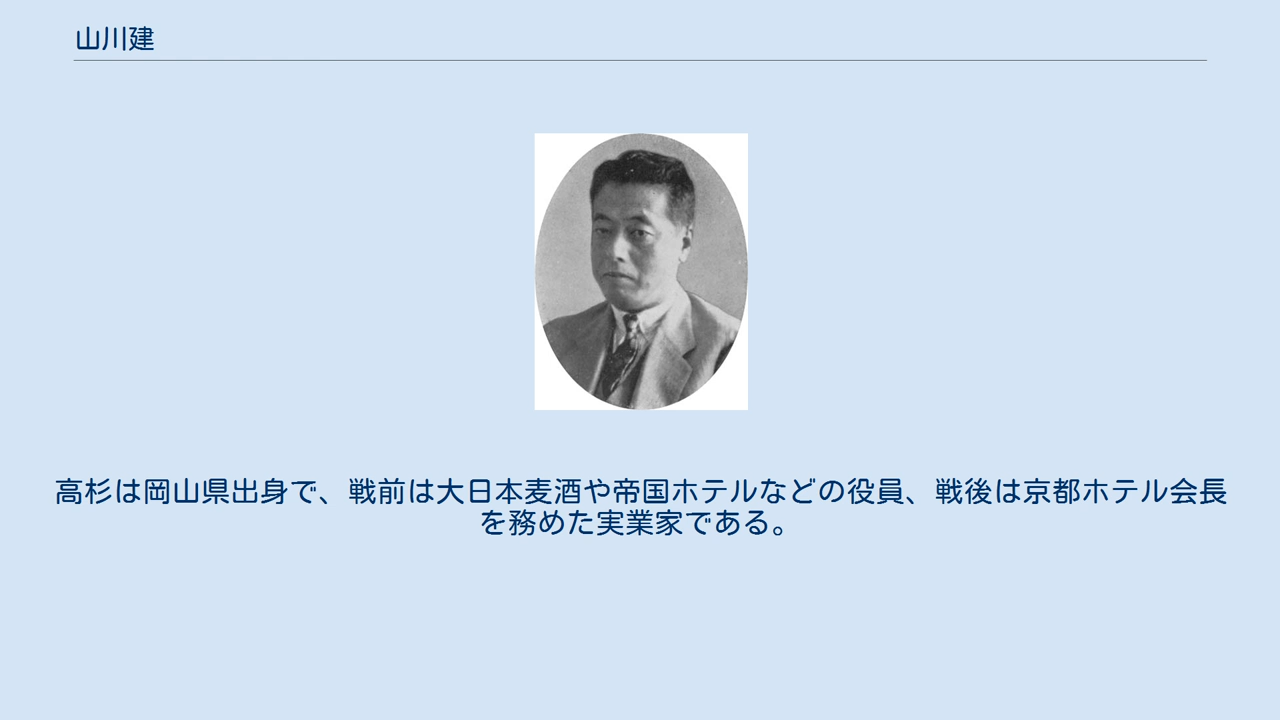 山川建
高杉は岡山県出身で、戦前は大日本麦酒や帝国ホテルなどの役員、戦後は京都ホテル会長
を務めた実業家である。